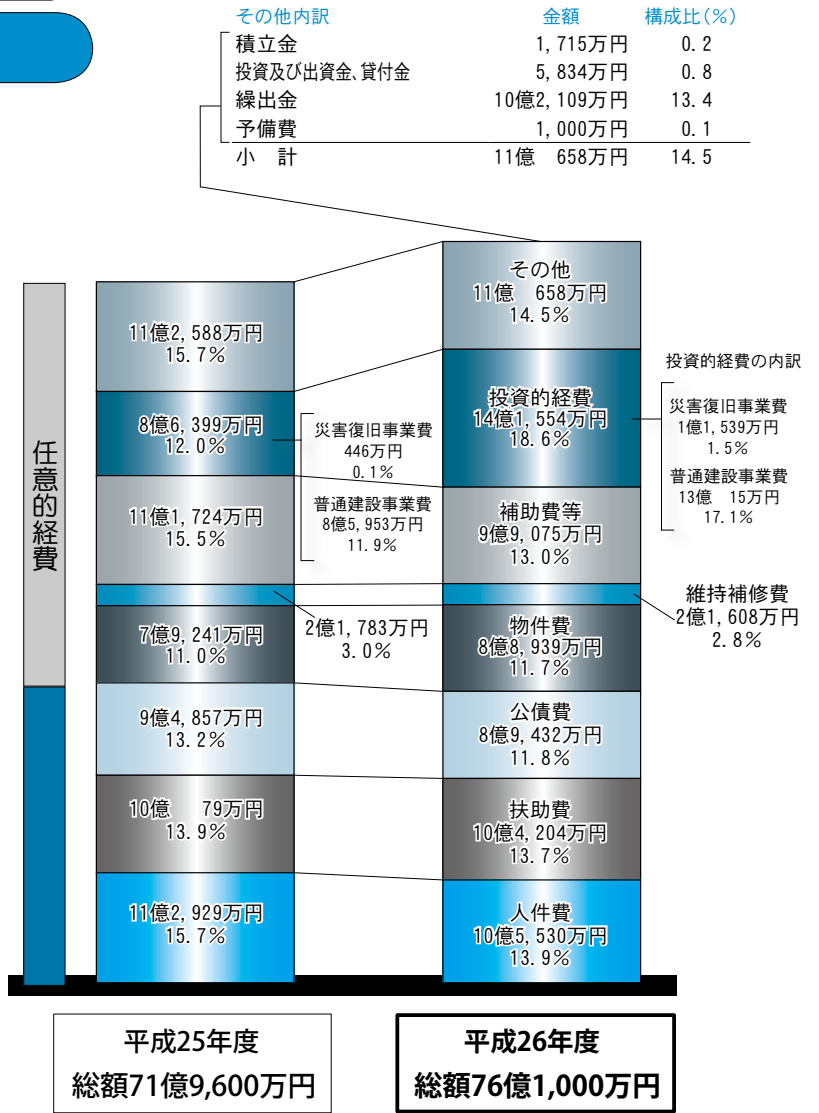 その他内訳 金額 構成比(%)
積立金 1,715万円 0.2
投資及び出資金、貸付金 5,834万円 0.8
繰出金 10億2,109万円 13.4
予備費 1,000万円 0.1
小 計 11億 658万円 14.5
任意的経費
11億2,588万円
15.7%
8億6,399万円
12.0%
災害復旧事業費
446万円
0.1%
普通建設事業費
8億5,953万円
11.9%
11億1,724万円
15.5%
2億1,783万円
3.0%
7億9,241万円
11.0%
9億4,857万円
13.2%
10億 79万円
13.9%
11億2,929万円
15.7%
その他
11億 658万円
14.5%
投資的経費
14億1,554万円
18.6%
投資的経費の内訳
災害復旧事業費
1億1,539万円
1.5%
普通建設事業費
13億 15万円
17.1%
補助費等
9億9,075万円
13.0%
維持補修費
2億1,608万円
2.8%
物件費
8億8,939万円
11.7%
公債費
8億9,432万円
11.8%
扶助費
10億4,204万円
13.7%
人件費
10億5,530万円
13.9%
平成25年度
総額71億9,600万円
平成26年度
総額76億1,000万円